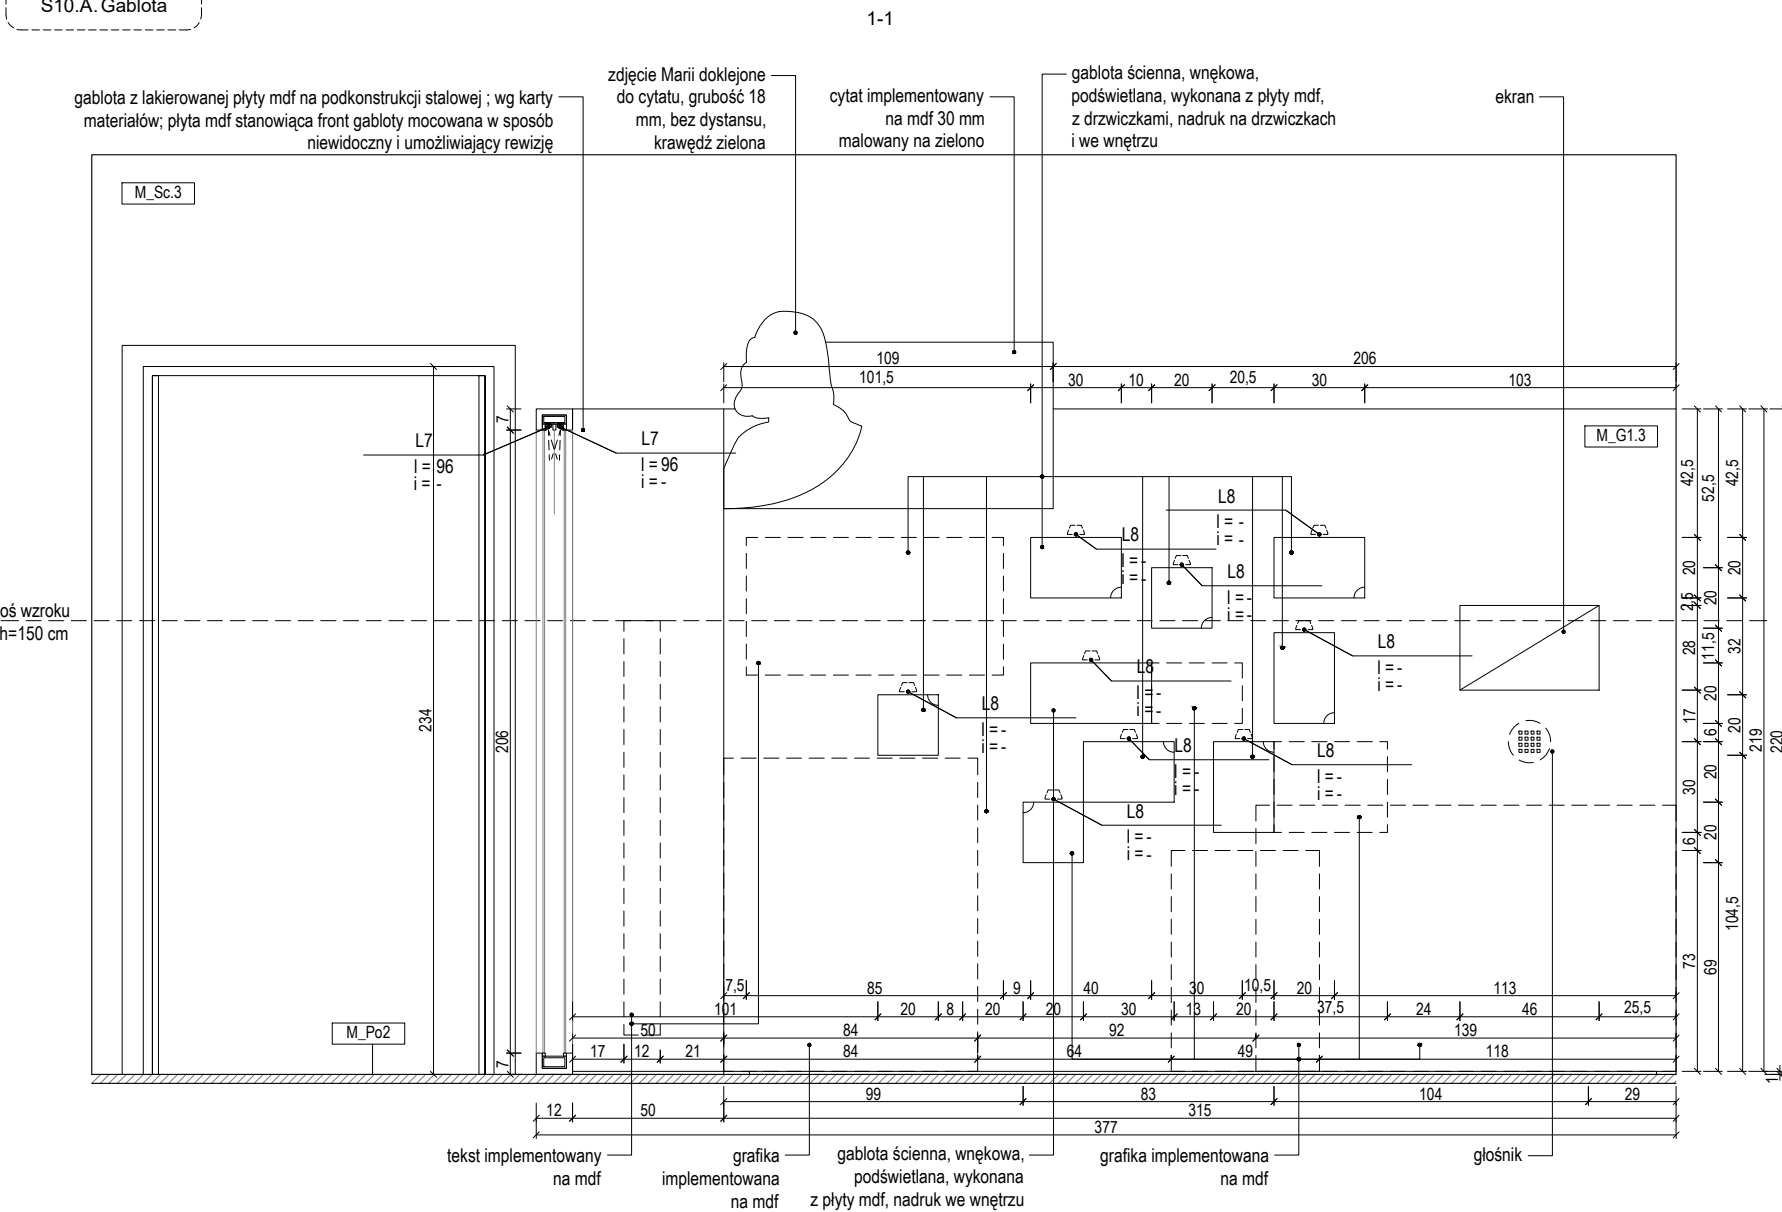 S10.A. Gablota
1-1
gablota z lakierowanej płyty mdf na podkonstrukcji stalowej ; wg karty
materiałów; płyta mdf stanowiąca front gabloty mocowana w sposób
niewidoczny i umożliwiający rewizję
zdjęcie Marii doklejone
do cytatu, grubość 18
mm, bez dystansu,
krawędź zielona
cytat implementowany
na mdf 30 mm
malowany na zielono
gablota ścienna, wnękowa,
podświetlana, wykonana z płyty mdf,
z drzwiczkami, nadruk na drzwiczkach
i we wnętrzu
ekran
M_Sc.3
109
206
101,5
30
10
20
20,5
30
103
7
M_G1.3
L7
l = 96
i = -
L7
l = 96
i = -
42,5
52,5
42,5
L8
l = -
i = -
L8
l = -
i = -
L8
l = -
i = -
20
20
2,5
20
oś wzroku
h=150 cm
L8
l = -
i = -
28
11,5
32
L8
l = -
i = -
L8
l = -
i = -
20
17
6
20
234
206
219
220
L8
l = -
i = -
L8
l = -
i = -
L8
l = -
i = -
30
20
20
6
104,5
73
69
7,5
85
9
40
30
10,5
20
113
101
20
8
20
20
30
13
20
37,5
24
46
25,5
50
84
92
139
M_Po2
17
12
21
84
64
49
118
7
1
99
83
104
29
12
50
315
377
tekst implementowany
na mdf
grafika
implementowana
na mdf
gablota ścienna, wnękowa,
podświetlana, wykonana
z płyty mdf, nadruk we wnętrzu
grafika implementowana
na mdf
głośnik